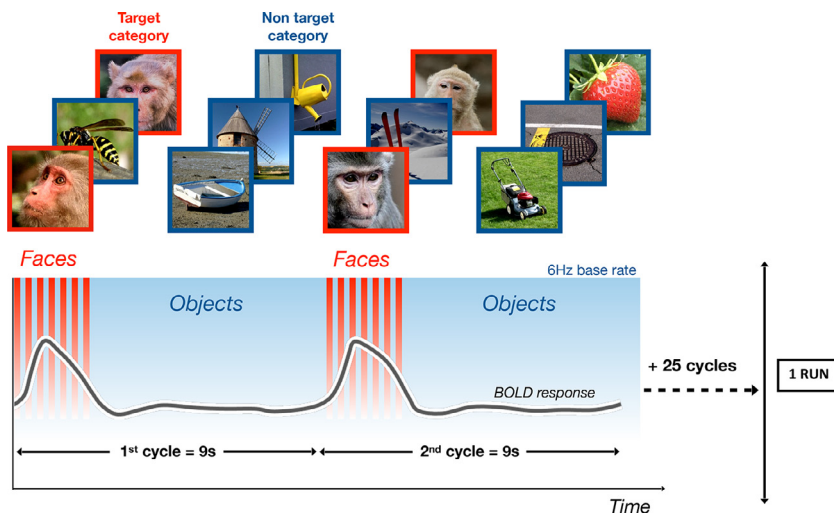 Target
category
Non target
category
Faces
Faces
6Hz base rate
Objects
Objects
+ 25 cycles
1 RUN
BOLD response
1st cycle = 9s
2nd cycle = 9s
Time